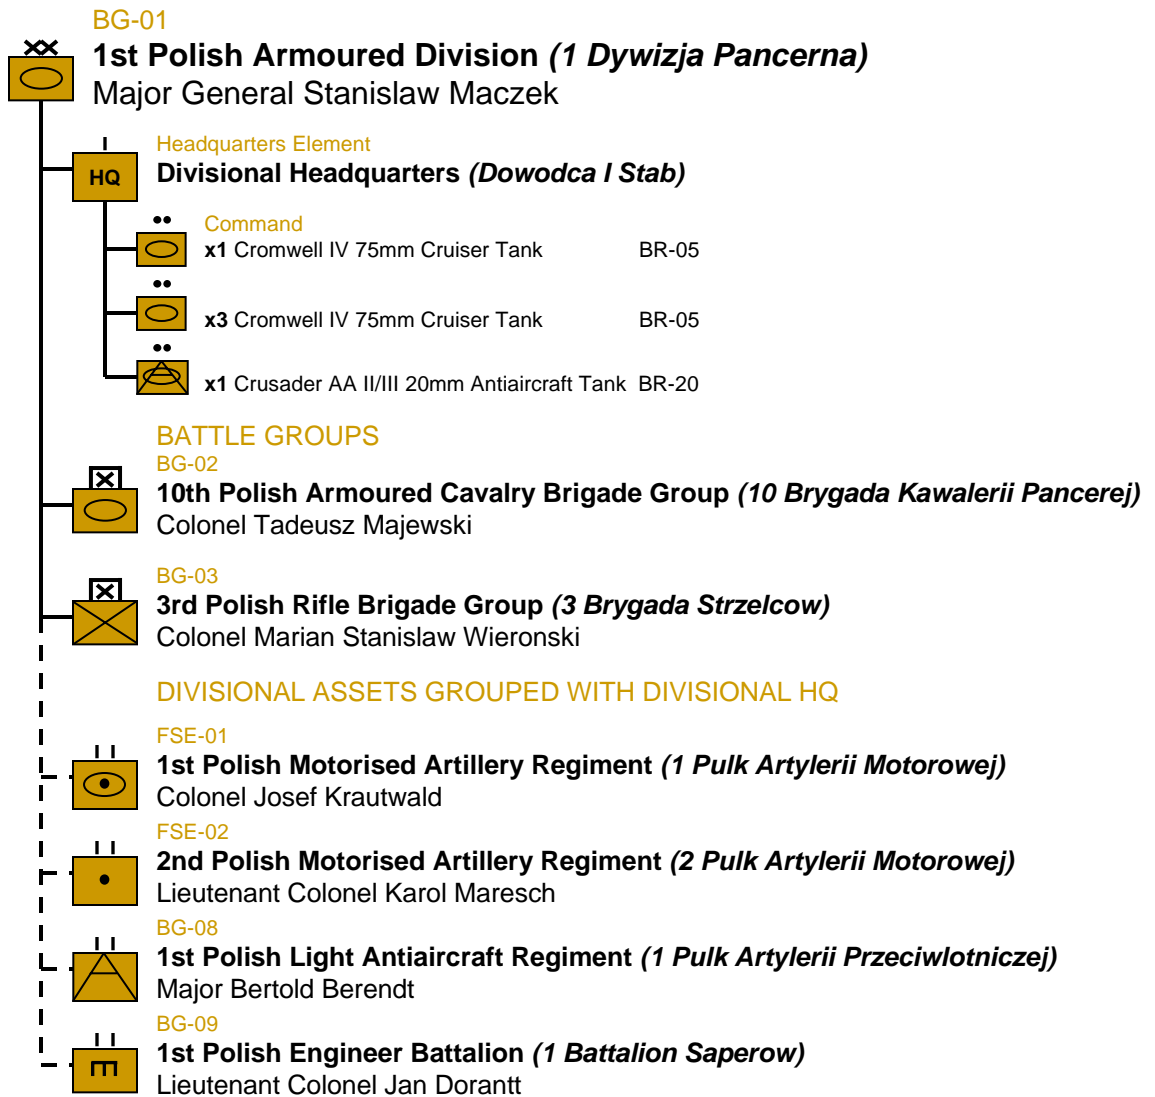 BG-01
1st Polish Armoured Division (1 Dywizja Pancerna)
Major General Stanislaw Maczek
Headquarters Element
HQ
Divisional Headquarters (Dowodca I Stab)
Command
x1 Cromwell IV 75mm Cruiser Tank BR-05
x3 Cromwell IV 75mm Cruiser Tank BR-05
x1 Crusader AA II/III 20mm Antiaircraft Tank BR-20
BATTLE GROUPS
BG-02
10th Polish Armoured Cavalry Brigade Group (10 Brygada Kawalerii Pancerej)
Colonel Tadeusz Majewski
BG-03
3rd Polish Rifle Brigade Group (3 Brygada Strzelcow)
Colonel Marian Stanislaw Wieronski
DIVISIONAL ASSETS GROUPED WITH DIVISIONAL HQ
FSE-01
1st Polish Motorised Artillery Regiment (1 Pulk Artylerii Motorowej)
Colonel Josef Krautwald
FSE-02
2nd Polish Motorised Artillery Regiment (2 Pulk Artylerii Motorowej)
Lieutenant Colonel Karol Maresch
BG-08
1st Polish Light Antiaircraft Regiment (1 Pulk Artylerii Przeciwlotniczej)
Major Bertold Berendt
BG-09
1st Polish Engineer Battalion (1 Battalion Saperow)
Lieutenant Colonel Jan Dorantt